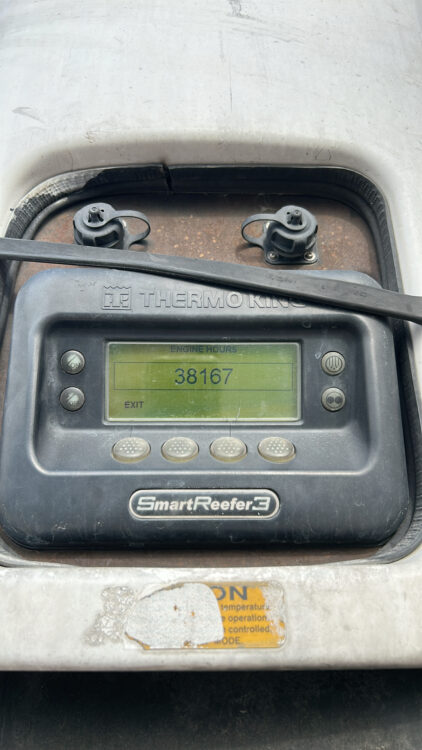 THERMO KING
ENGINE HOURS
38167
EXIT
SmartReefer3
ON
temperature
operation
controlled.
MODE.